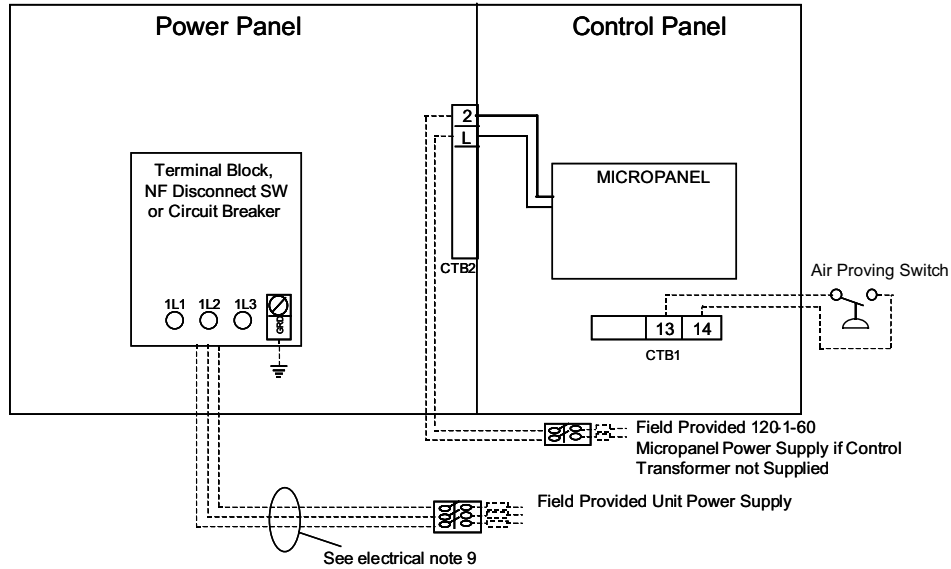 Power Panel
Control Panel
2
L
Terminal Block,
NF Disconnect SW
or Circuit Breaker
MICROPANEL
CTB2
Air Proving Switch
1L1 1L2 1L3
GRD
13 14
CTB1
Field Provided 120-1-60
Micropanel Power Supply if Control
Transformer not Supplied
Field Provided Unit Power Supply
See electrical note 9